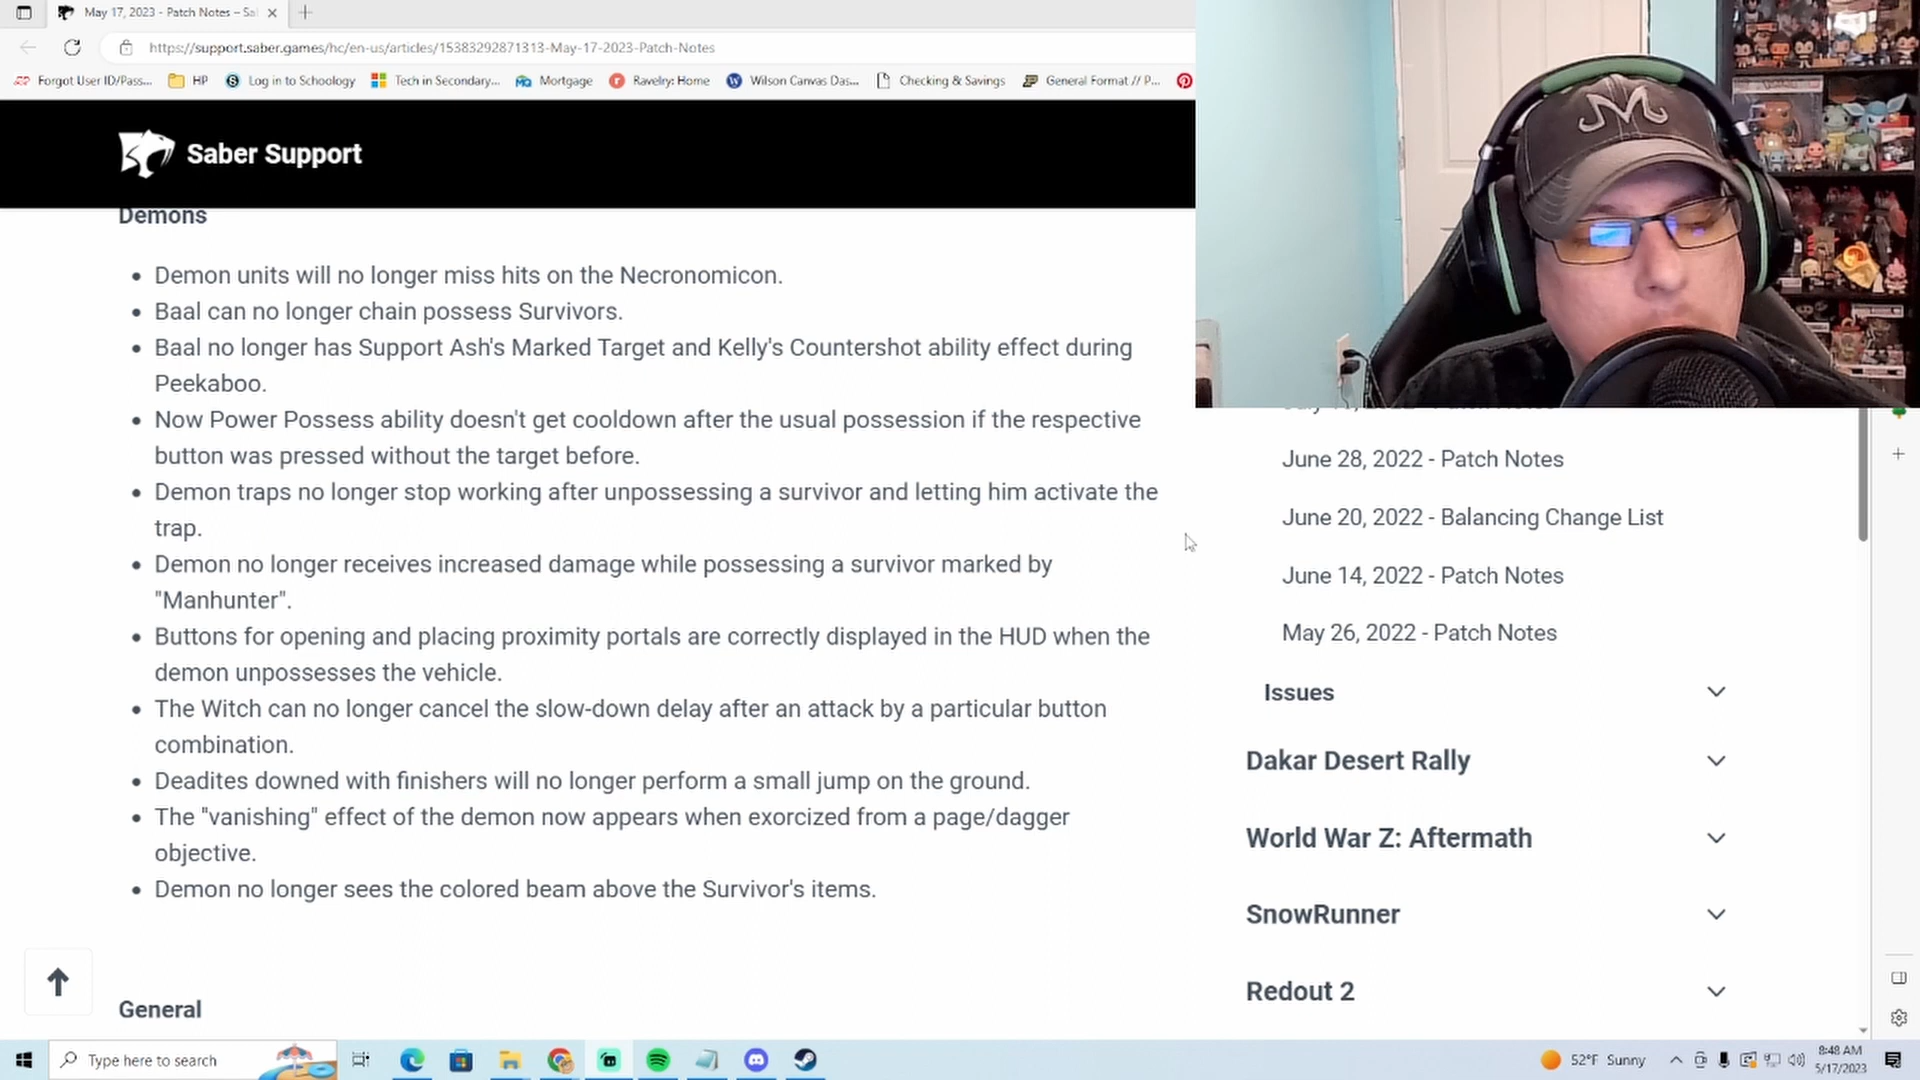 May 17, 2023 - Patch Notes – Sa
https://support.saber.games/hc/en-us/articles/15383292871313-May-17-2023-Patch-Notes
Forgot User ID/Pass... HP Log in to Schoology Tech in Secondary... Mortgage Ravelry: Home Wilson Canvas Das... Checking & Savings General Format // P...
Saber Support
Demons
• Demon units will no longer miss hits on the Necronomicon.
• Baal can no longer chain possess Survivors.
• Baal no longer has Support Ash's Marked Target and Kelly's Countershot ability effect during
Peekaboo.
• Now Power Possess ability doesn't get cooldown after the usual possession if the respective
button was pressed without the target before.
• Demon traps no longer stop working after unpossessing a survivor and letting him activate the
trap.
• Demon no longer receives increased damage while possessing a survivor marked by
"Manhunter".
• Buttons for opening and placing proximity portals are correctly displayed in the HUD when the
demon unpossesses the vehicle.
• The Witch can no longer cancel the slow-down delay after an attack by a particular button
combination.
• Deadites downed with finishers will no longer perform a small jump on the ground.
• The "vanishing" effect of the demon now appears when exorcized from a page/dagger
objective.
• Demon no longer sees the colored beam above the Survivor's items.
General
June 28, 2022 - Patch Notes
June 20, 2022 - Balancing Change List
June 14, 2022 - Patch Notes
May 26, 2022 - Patch Notes
Issues
Dakar Desert Rally
World War Z: Aftermath
SnowRunner
Redout 2
Type here to search
52°F Sunny
8:48 AM
5/17/2023